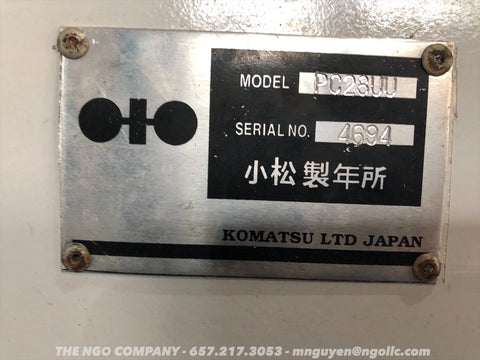 MODEL PC28UU
SERIAL NO. 4694
小松製年所
KOMATSU LTD JAPAN
THE NGO COMPANY - 657.217.3053 - mnguyen@ngollc.com